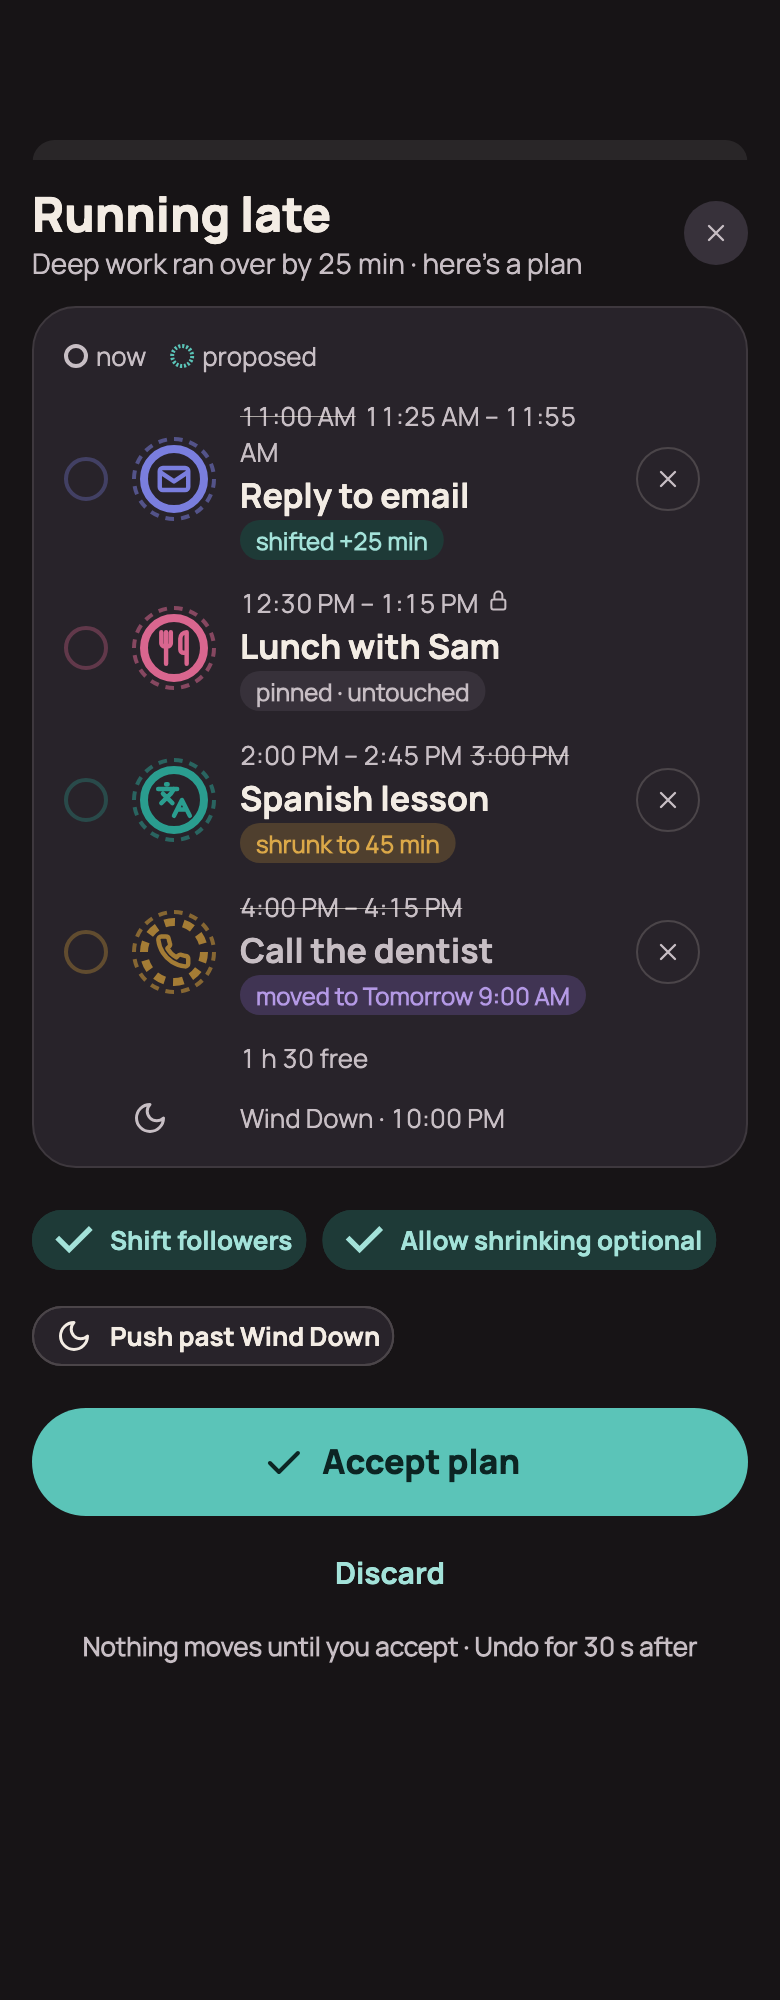 Running late
Deep work ran over by 25 min · here’s a plan
now proposed
11:00 AM 11:25 AM – 11:55
AM
Reply to email
shifted +25 min
12:30 PM – 1:15 PM
Lunch with Sam
pinned · untouched
2:00 PM – 2:45 PM 3:00 PM
Spanish lesson
shrunk to 45 min
4:00 PM – 4:15 PM
Call the dentist
moved to Tomorrow 9:00 AM
1 h 30 free
Wind Down · 10:00 PM
Shift followers Allow shrinking optional
Push past Wind Down
Accept plan
Discard
Nothing moves until you accept · Undo for 30 s after